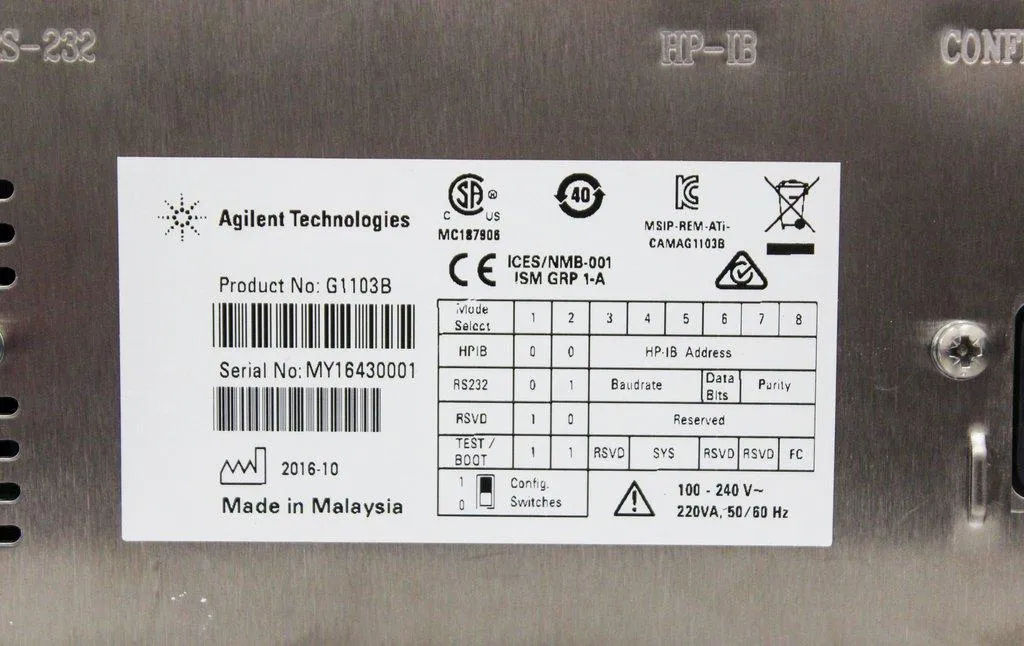 S-232
HP-IB
CONF
Agilent Technologies
SA
®
C US
MC187906
40
MSIP-REM-ATi-
CAMAG1103B
CE
ICES/NMB-001
ISM GRP 1-A
Product No: G1103B
Serial No: MY16430001
2016-10
Made in Malaysia
Mode Select 1 2 3 4 5 6 7 8
HPIB 0 0 HP-IB Address
RS232 0 1 Baudrate Data Bits Purity
RSVD 1 0 Reserved
TEST / BOOT 1 1 RSVD SYS RSVD RSVD FC
1 Config.
0 Switches
100 - 240 V~
220VA, 50/60 Hz